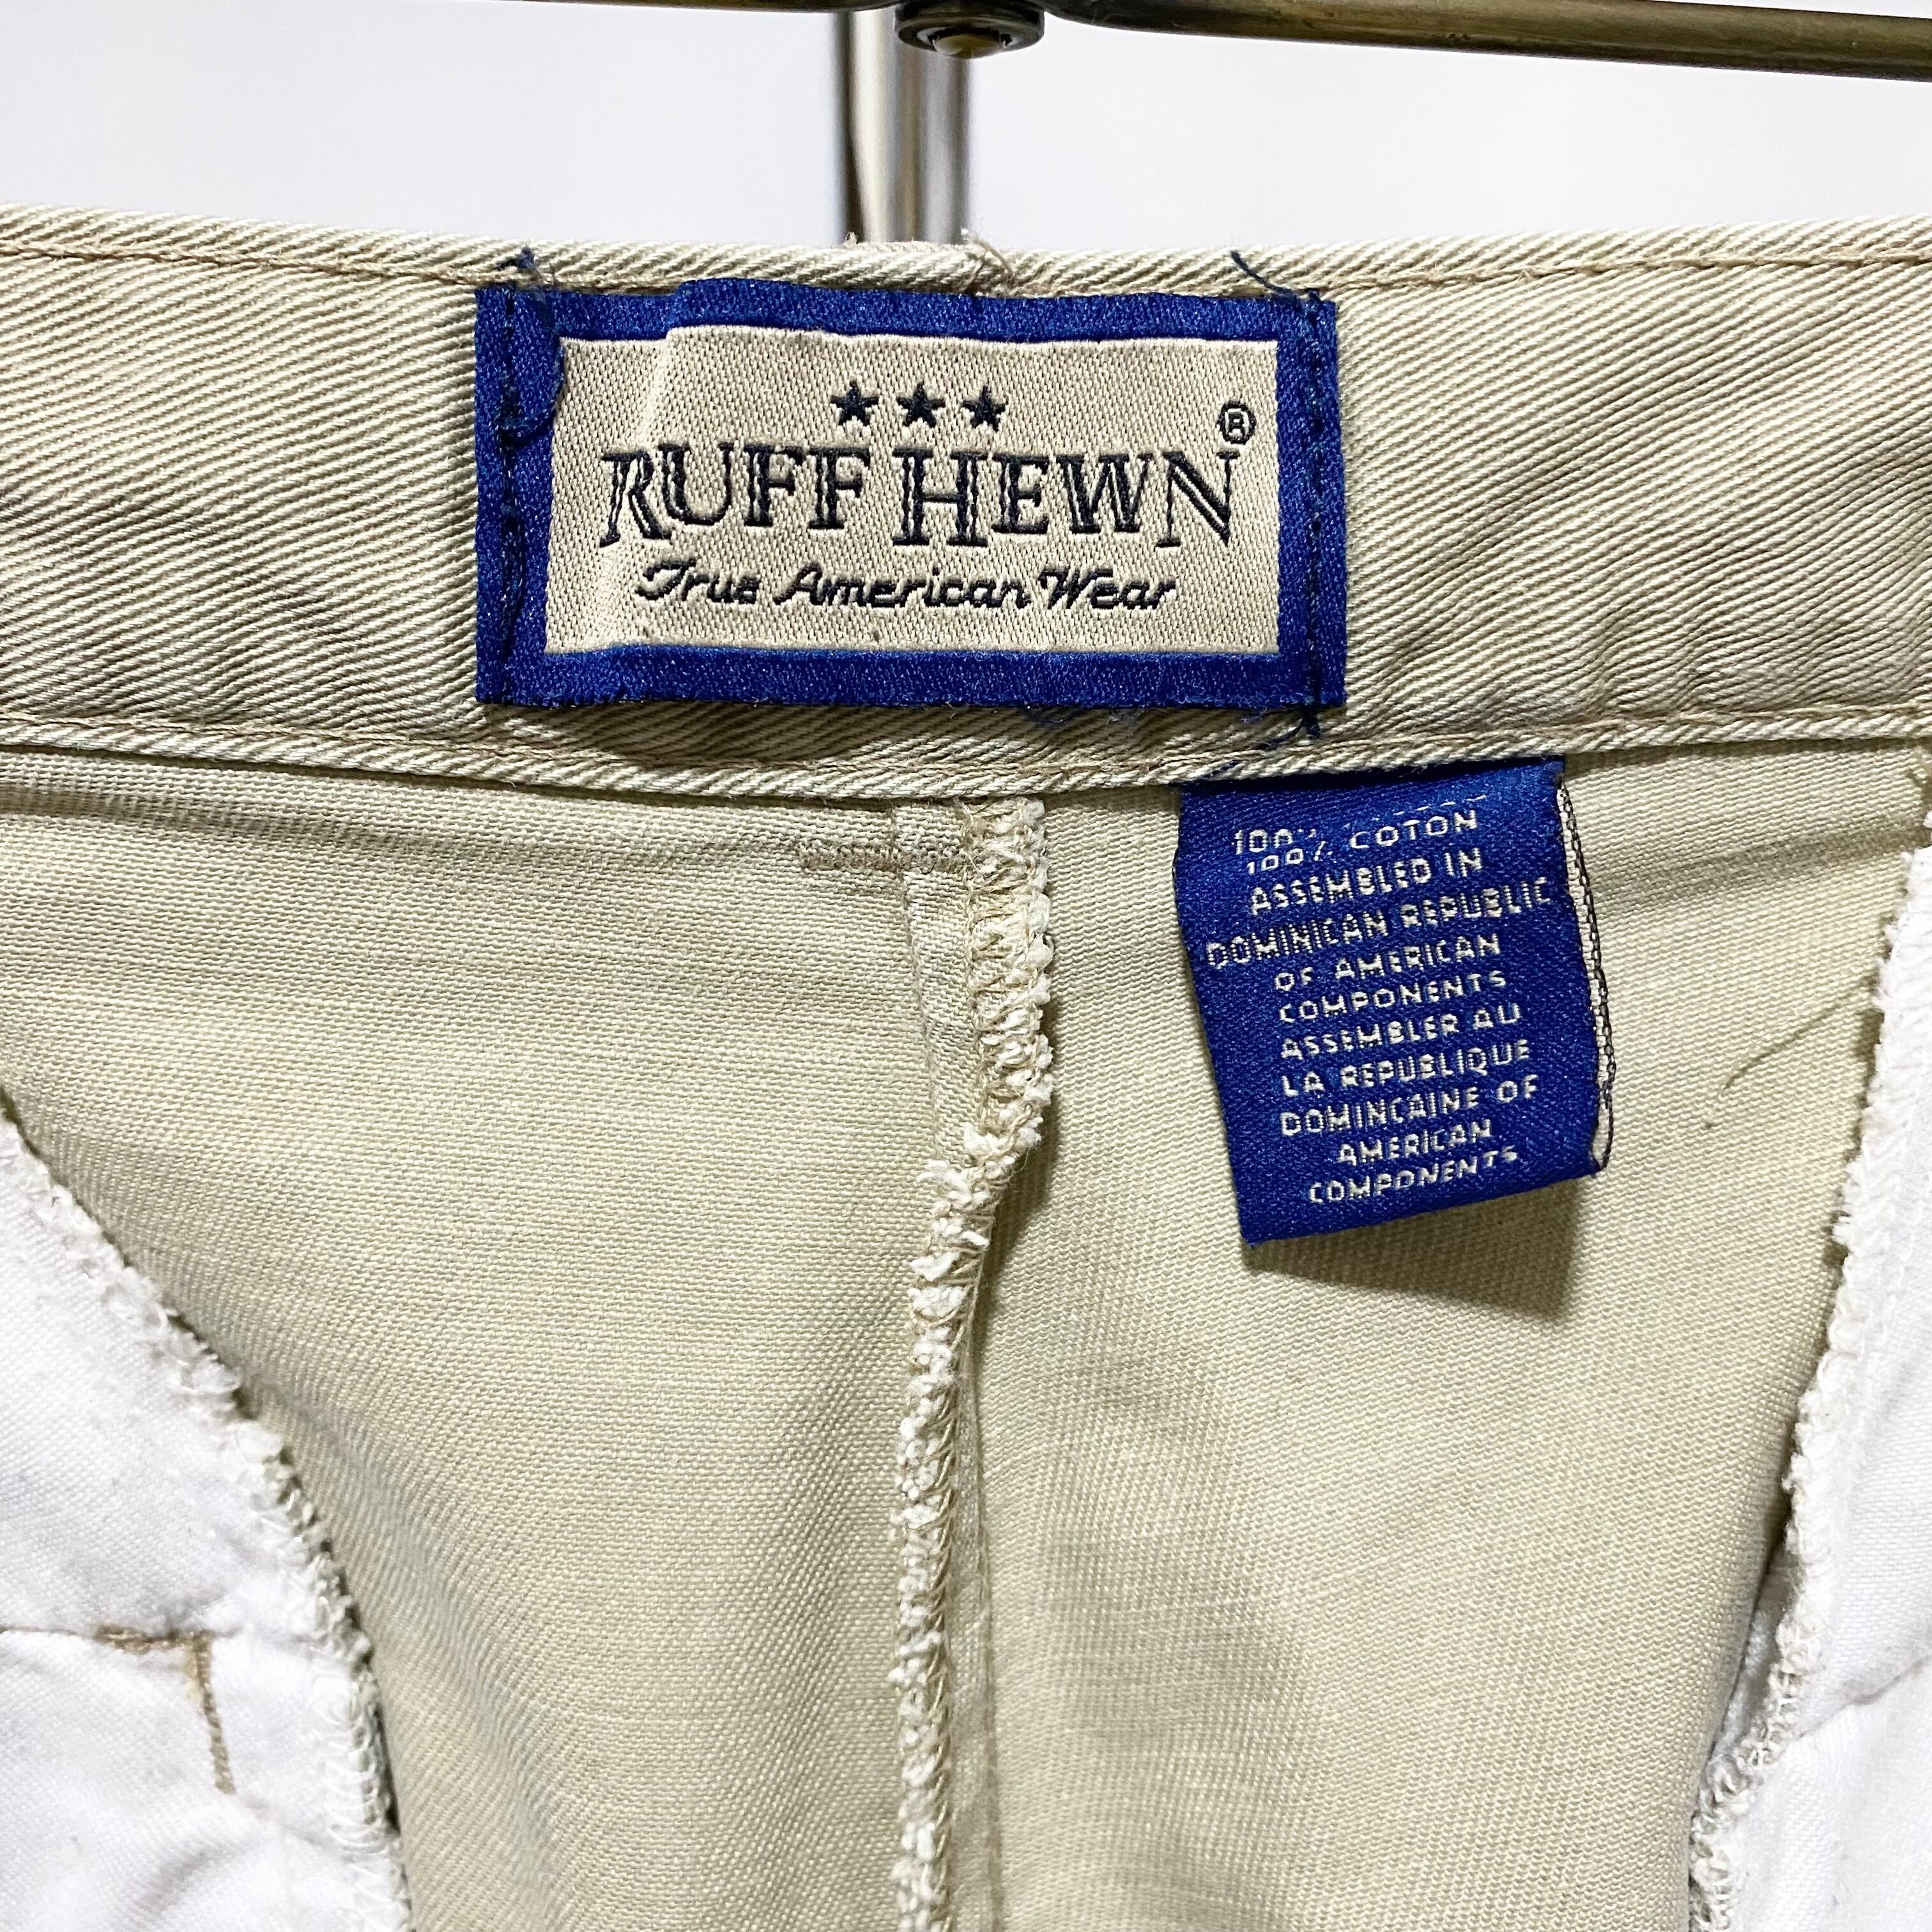 RUFF HEWN ®
True American Wear
100% COTON
ASSEMBLED IN
DOMINICAN REPUBLIC
OF AMERICAN
COMPONENTS
ASSEMBLER AU
LA REPUBLIQUE
DOMINCAINE OF
AMERICAN
COMPONENTS